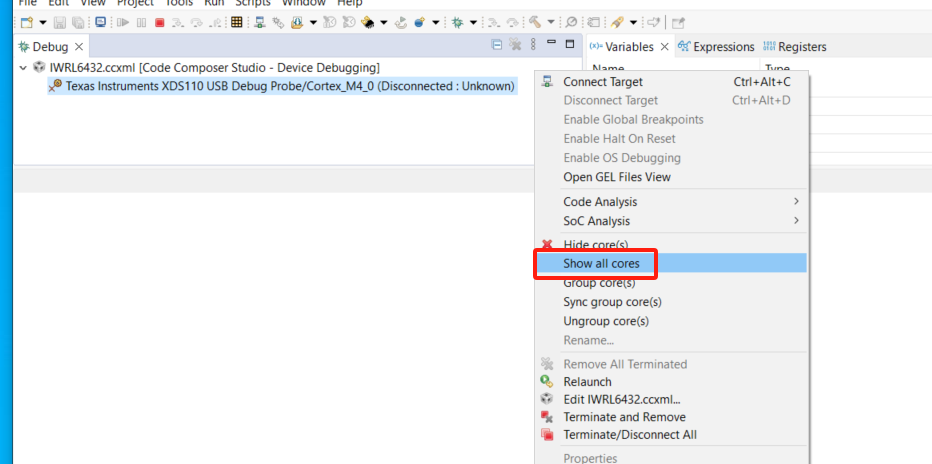 File Edit View Project Tools Run Scripts Window Help
Debug
Variables Expressions Registers
IWRL6432.ccxml [Code Composer Studio - Device Debugging]
Name Type
Texas Instruments XDS110 USB Debug Probe/Cortex_M4_0 (Disconnected : Unknown)
Connect Target Ctrl+Alt+C
Disconnect Target Ctrl+Alt+D
Enable Global Breakpoints
Enable Halt On Reset
Enable OS Debugging
Open GEL Files View
Code Analysis
SoC Analysis
Hide core(s)
Show all cores
Group core(s)
Sync group core(s)
Ungroup core(s)
Rename...
Remove All Terminated
Relaunch
Edit IWRL6432.ccxml...
Terminate and Remove
Terminate/Disconnect All
Properties